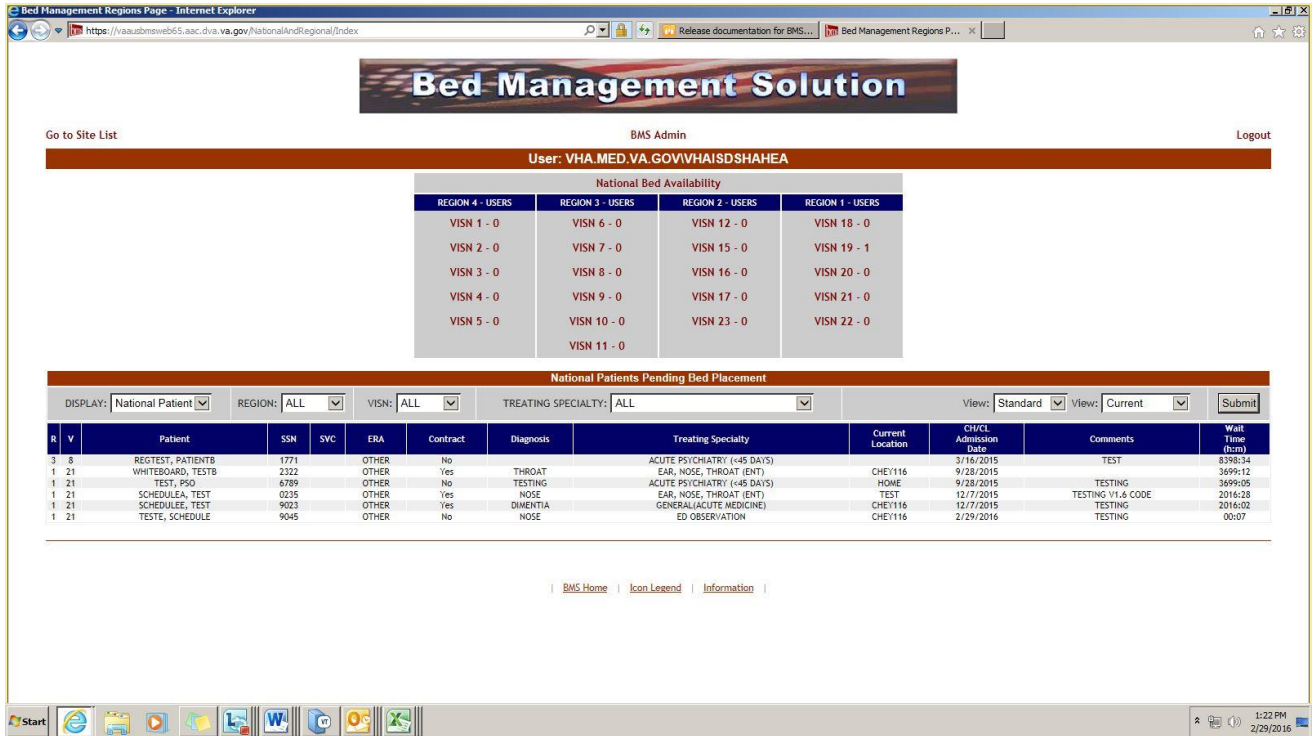 Bed Management Regions Page - Internet Explorer
https://vaausbmsweb65.aac.dva.va.gov/NationalAndRegional/Index
Release documentation for BMS... Bed Management Regions P...
Bed Management Solution
Go to Site List BMS Admin Logout
User: VHA.MED.VA.GOV\VHAISDSHAHEA
National Bed Availability
REGION 4 - USERS REGION 3 - USERS REGION 2 - USERS REGION 1 - USERS
VISN 1 - 0 VISN 6 - 0 VISN 12 - 0 VISN 18 - 0
VISN 2 - 0 VISN 7 - 0 VISN 15 - 0 VISN 19 - 1
VISN 3 - 0 VISN 8 - 0 VISN 16 - 0 VISN 20 - 0
VISN 4 - 0 VISN 9 - 0 VISN 17 - 0 VISN 21 - 0
VISN 5 - 0 VISN 10 - 0 VISN 23 - 0 VISN 22 - 0
VISN 11 - 0
National Patients Pending Bed Placement
DISPLAY: National Patient REGION: ALL VISN: ALL TREATING SPECIALTY: ALL View: Standard View: Current Submit
R V Patient SSN SVC ERA Contract Diagnosis Treating Specialty Current Location CH/CL Admission Date Comments Wait Time (h:m)
3 8 REGTEST, PATIENTB 1771 OTHER No ACUTE PSYCHIATRY (<45 DAYS) 3/16/2015 TEST 8398:34
1 21 WHITEBOARD, TESTB 2322 OTHER Yes THROAT EAR, NOSE, THROAT (ENT) CHEY116 9/28/2015 3699:12
1 21 TEST, PSO 6789 OTHER No TESTING ACUTE PSYCHIATRY (<45 DAYS) HOME 9/28/2015 TESTING 3699:05
1 21 SCHEDULEA, TEST 0235 OTHER Yes NOSE EAR, NOSE, THROAT (ENT) TEST 12/7/2015 TESTING V1.6 CODE 2016:28
1 21 SCHEDULEE, TEST 9023 OTHER Yes DIMENTIA GENERAL(ACUTE MEDICINE) CHEY116 12/7/2015 TESTING 2016:02
1 21 TESTE, SCHEDULE 9045 OTHER No NOSE ED OBSERVATION CHEY116 2/29/2016 TESTING 00:07
| BMS Home | Icon Legend | Information |
Start
1:22 PM
2/29/2016